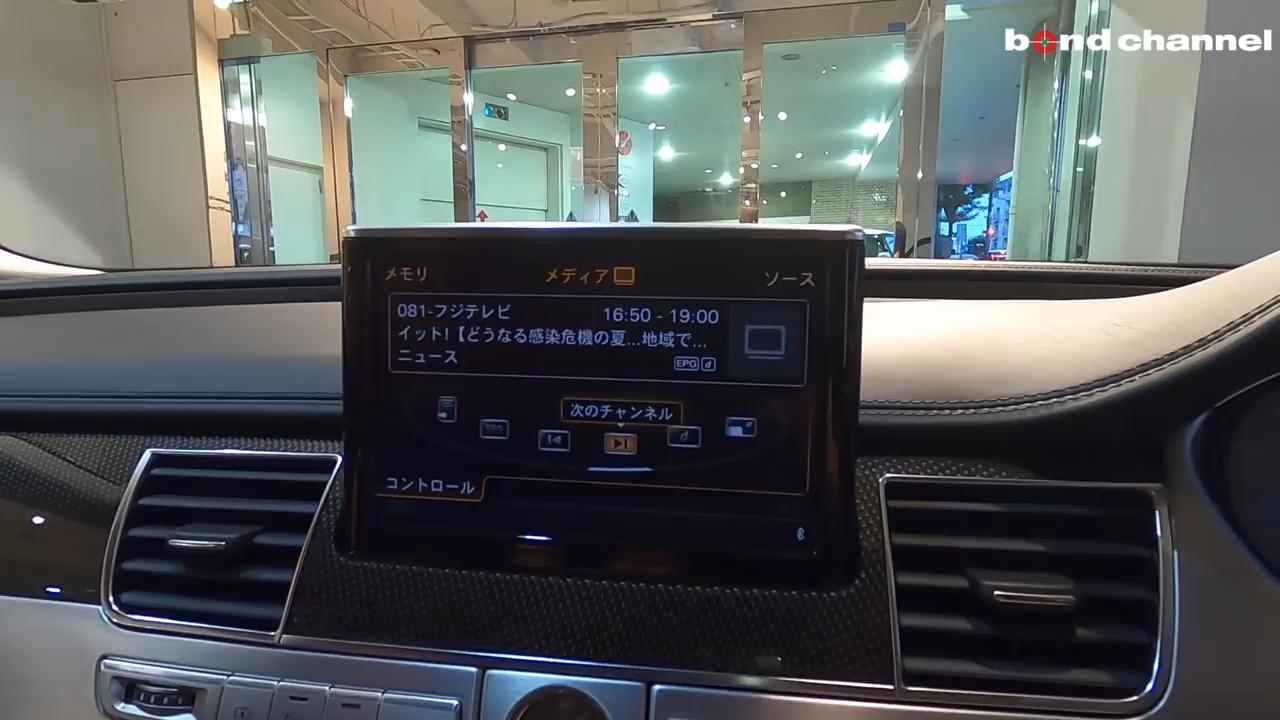 bond channel
メモリ
メディア
ソース
081-フジテレビ 16:50 - 19:00
イット!【どうなる感染危機の夏...地域で...
ニュース
EPG d
次のチャンネル
コントロール